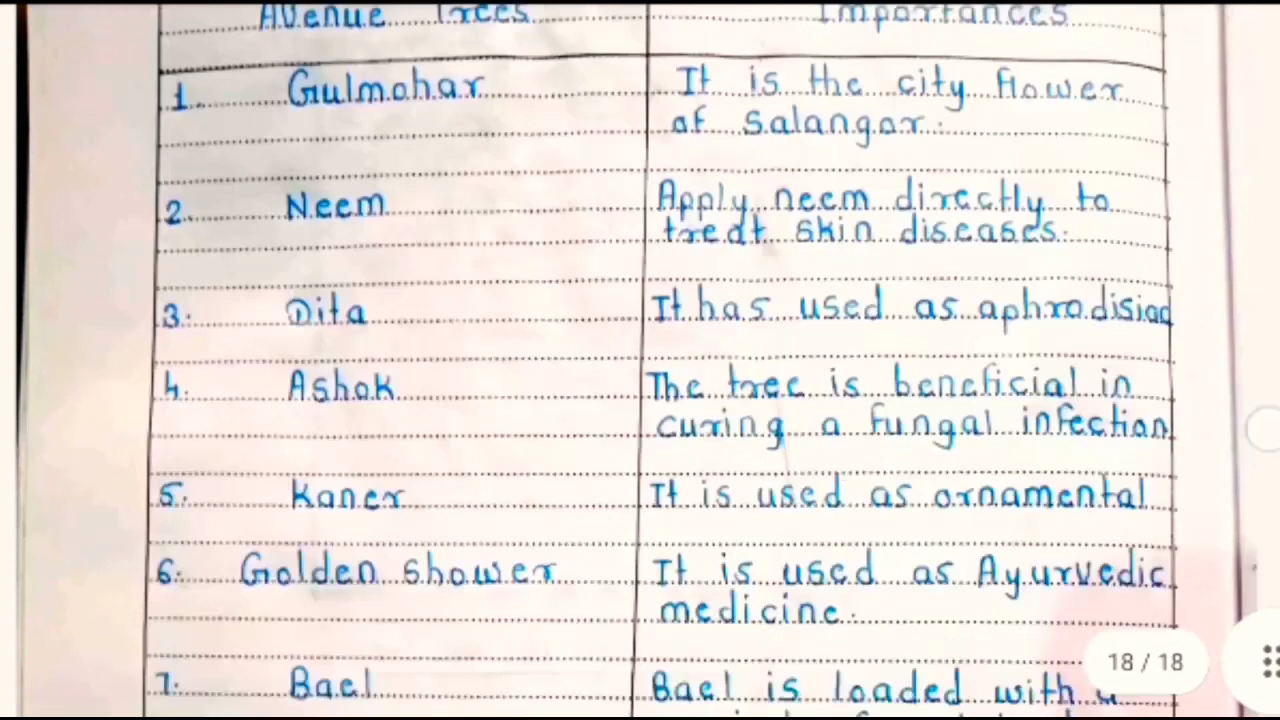 Avenue Trees Importances
1. Gulmohar It is the city flower
of Salangor.
2. Neem Apply neem directly to
treat skin diseases.
3. Dita It has used as aphrodisiac
4. Ashok The tree is beneficial in
curing a fungal infection
5. Kaner It is used as ornamental
6. Golden shower It is used as Ayurvedic
medicine.
7. Bael Bael is loaded with a
18 / 18